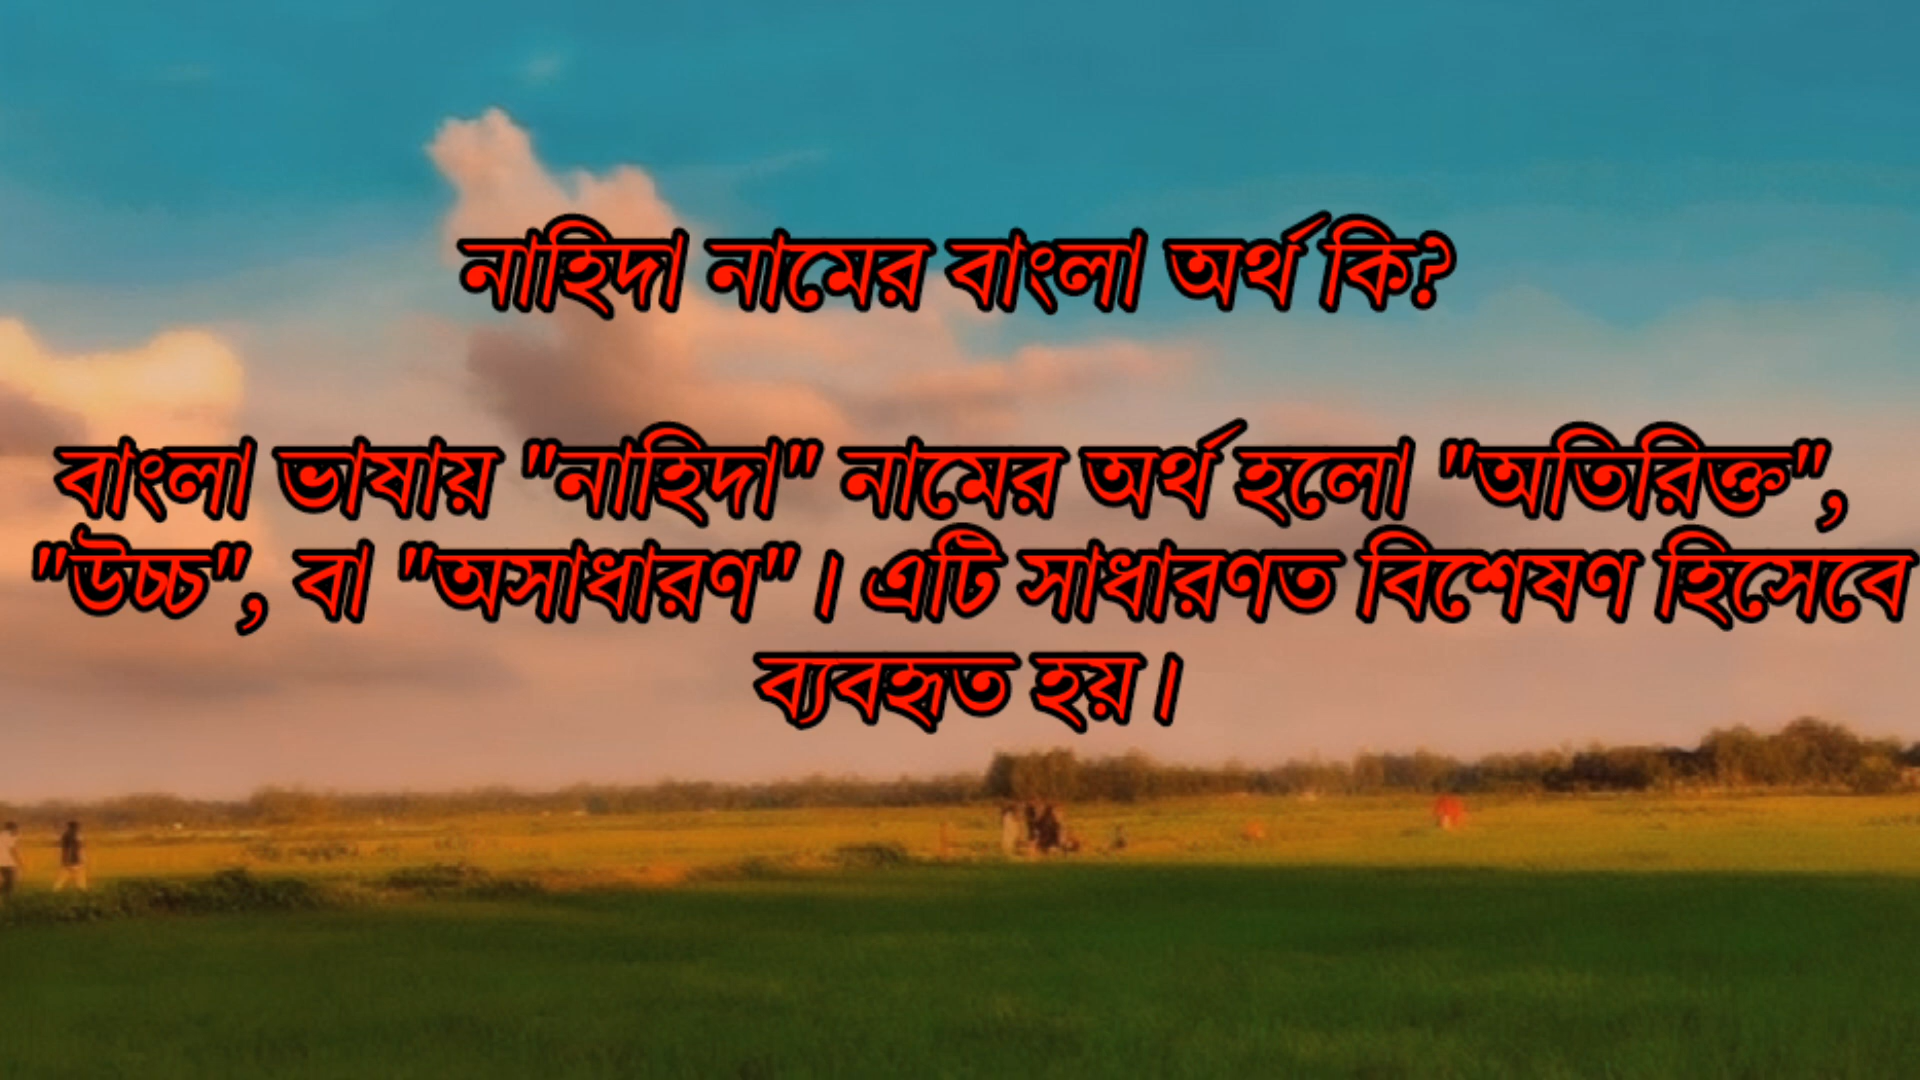 নাহিদা নামের বাংলা অর্থ কি?
বাংলা ভাষায় "নাহিদা" নামের অর্থ হলো "অতিরিক্ত",
"উচ্চ", বা "অসাধারণ"। এটি সাধারণত বিশেষণ হিসেবে
ব্যবহৃত হয়।